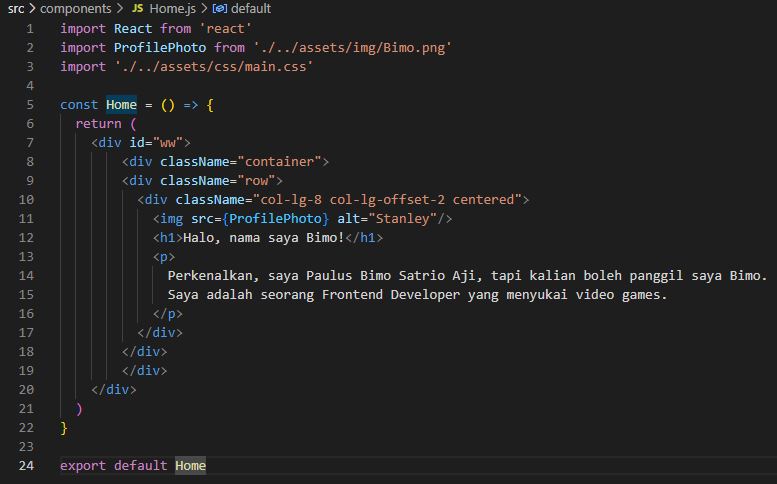 src > components > JS Home.js > default
1 import React from 'react'
2 import ProfilePhoto from './../assets/img/Bimo.png'
3 import './../assets/css/main.css'
4
5 const Home = () => {
6   return (
7     <div id="ww">
8         <div className="container">
9         <div className="row">
10           <div className="col-lg-8 col-lg-offset-2 centered">
11             <img src={ProfilePhoto} alt="Stanley"/>
12             <h1>Halo, nama saya Bimo!</h1>
13             <p>
14               Perkenalkan, saya Paulus Bimo Satrio Aji, tapi kalian boleh panggil saya Bimo.
15               Saya adalah seorang Frontend Developer yang menyukai video games.
16             </p>
17           </div>
18         </div>
19         </div>
20     </div>
21   )
22 }
23
24 export default Home